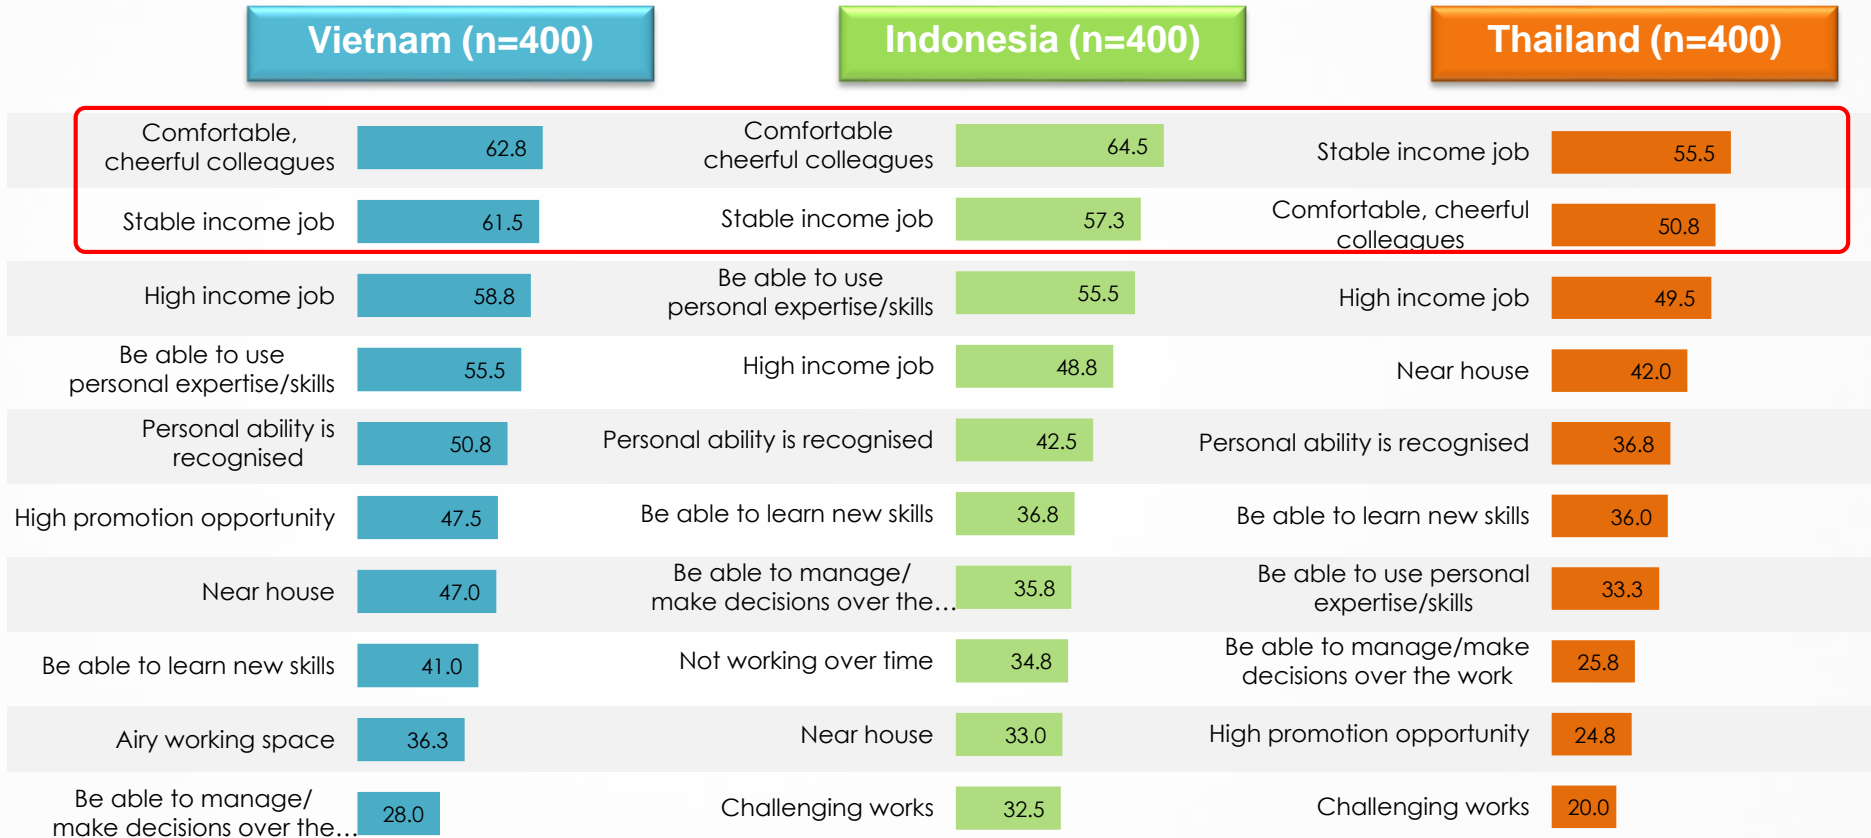 Vietnam (n=400)
Indonesia (n=400)
Thailand (n=400)
Comfortable,
cheerful colleagues
62.8
Comfortable
cheerful colleagues
64.5
Stable income job
55.5
Stable income job
61.5
Stable income job
57.3
Comfortable, cheerful
colleagues
50.8
High income job
58.8
Be able to use
personal expertise/skills
55.5
High income job
49.5
Be able to use
personal expertise/skills
55.5
High income job
48.8
Near house
42.0
Personal ability is
recognised
50.8
Personal ability is recognised
42.5
Personal ability is recognised
36.8
High promotion opportunity
47.5
Be able to learn new skills
36.8
Be able to learn new skills
36.0
Near house
47.0
Be able to manage/
make decisions over the…
35.8
Be able to use personal
expertise/skills
33.3
Be able to learn new skills
41.0
Not working over time
34.8
Be able to manage/make
decisions over the work
25.8
Airy working space
36.3
Near house
33.0
High promotion opportunity
24.8
Be able to manage/
make decisions over the…
28.0
Challenging works
32.5
Challenging works
20.0